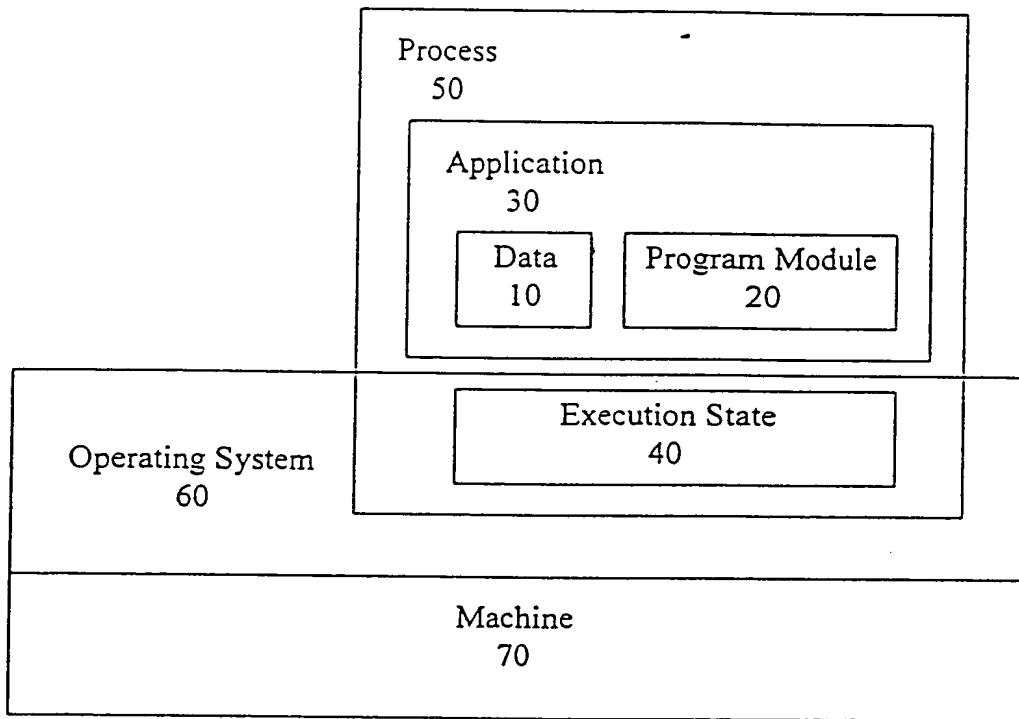 Process
50
Application
30
Data
10
Program Module
20
Execution State
40
Operating System
60
Machine
70